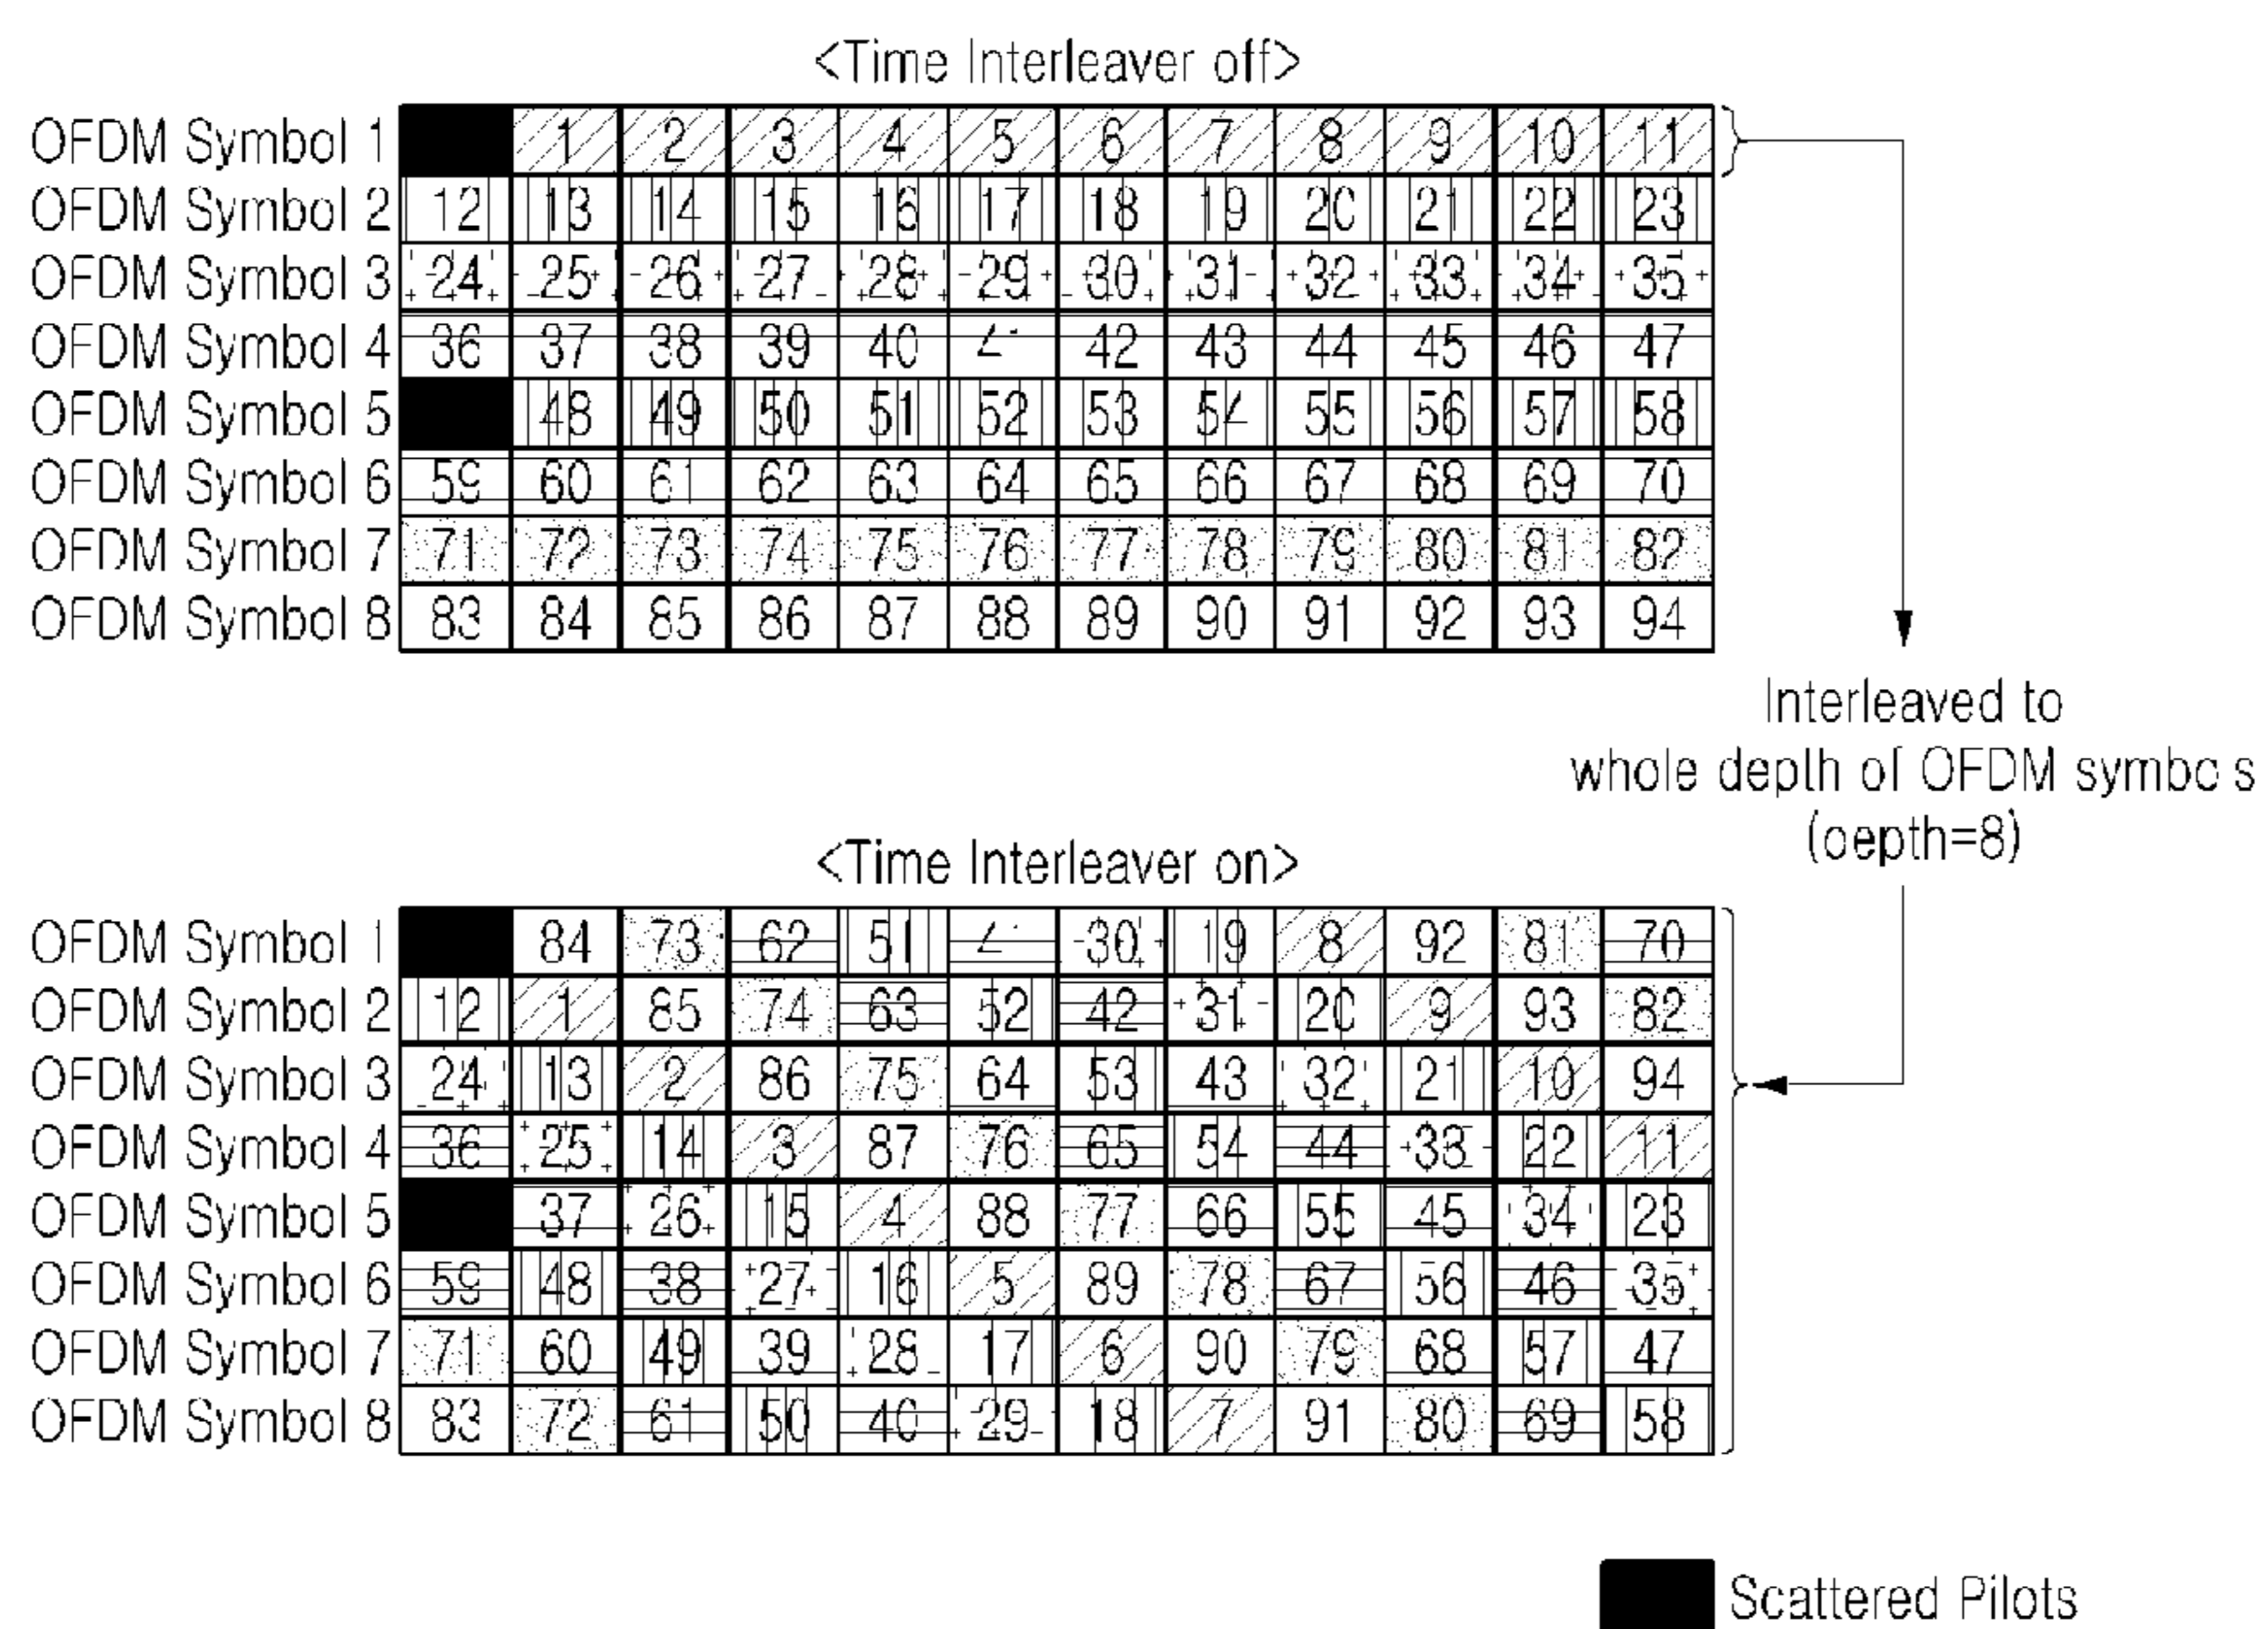 <Time Interleaver off>
OFDM Symbol 1 1 2 3 4 5 6 7 8 9 10 11
OFDM Symbol 2 12 13 14 15 16 17 18 19 20 21 22 23
OFDM Symbol 3 24 25 26 27 28 29 30 31 32 33 34 35
OFDM Symbol 4 36 37 38 39 40 42 43 44 45 46 47
OFDM Symbol 5 48 49 50 51 52 53 54 55 56 57 58
OFDM Symbol 6 59 60 61 62 63 64 65 66 67 68 69 70
OFDM Symbol 7 71 72 73 74 75 76 77 78 79 80 81 82
OFDM Symbol 8 83 84 85 86 87 88 89 90 91 92 93 94
Interleaved to
whole depth of OFDM symbols
(depth=8)
<Time Interleaver on>
OFDM Symbol 1 84 73 62 51 30 19 8 92 81 70
OFDM Symbol 2 12 1 85 74 63 52 42 31 20 9 93 82
OFDM Symbol 3 24 13 2 86 75 64 53 43 32 21 10 94
OFDM Symbol 4 36 25 14 3 87 76 65 54 44 33 22 11
OFDM Symbol 5 37 26 15 4 88 77 66 55 45 34 23
OFDM Symbol 6 59 48 38 27 16 5 89 78 67 56 46 35
OFDM Symbol 7 71 60 49 39 28 17 6 90 79 68 57 47
OFDM Symbol 8 83 72 61 50 40 29 18 7 91 80 69 58
Scattered Pilots